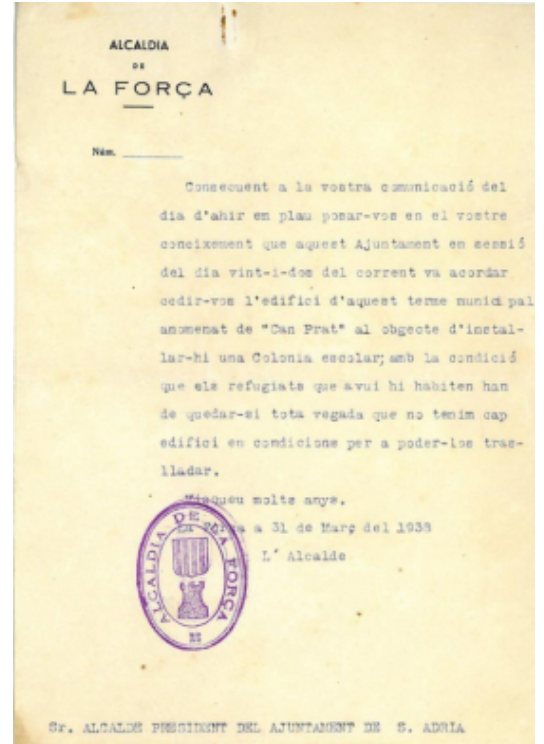 ALCALDIA
DE
LA FORÇA
Núm.
Consecuent a la vostra comunicació del
dia d'ahir em plau posar-vos en el vostre
coneixement que aquest Ajuntament en sessió
del dia vint-i-dos del corrent va acordar
cedir-vos l'edifici d'aquest terme municipal
anomenat de "Can Prat" al obgecte d'instal-
lar-hi una Colonia escolar; amb la condició
que els refugiats que avui hi habiten han
de quedar-si tota vegada que no tenim cap
edifici en condicions per a poder-los tras-
lladar.
Visqueu molts anys.
La Força a 31 de Març del 1938
L' Alcalde
ALCALDIA DE LA FORÇA
Sr. ALCALDE PRESIDENT DEL AJUNTAMENT DE S. ADRIA